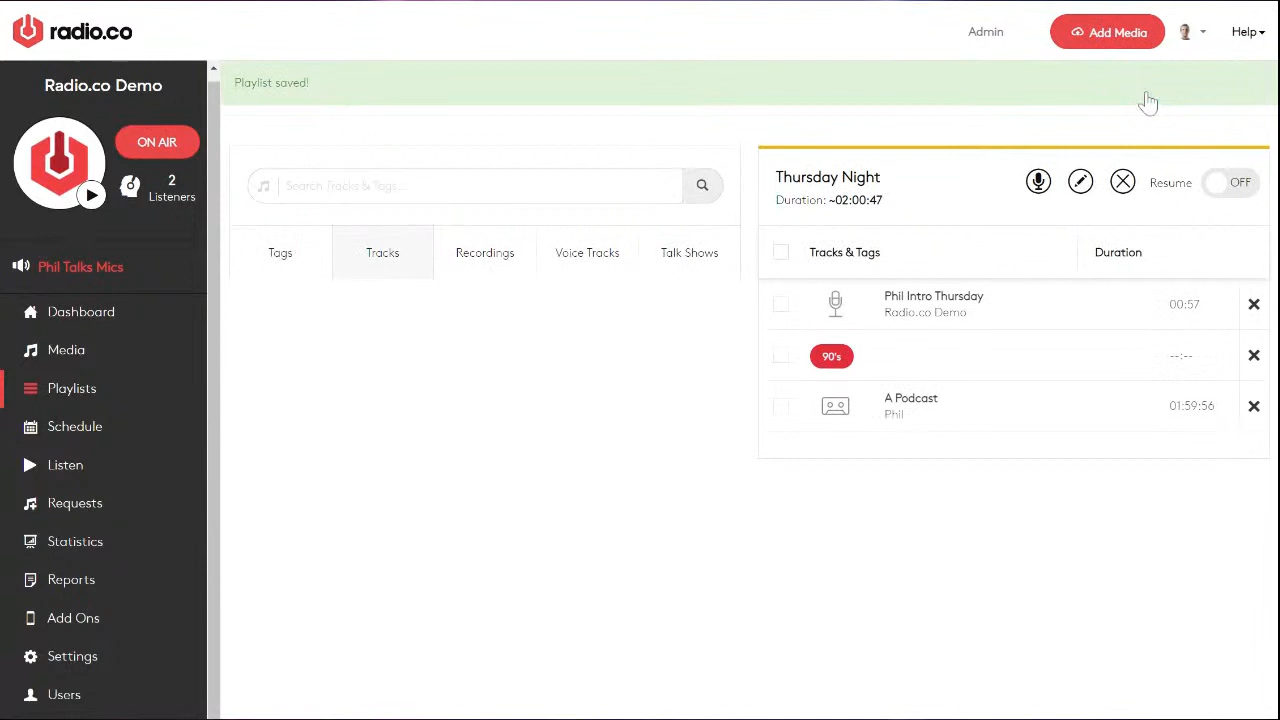 radio.co
Admin
Add Media
Help
Radio.co Demo
ON AIR
2
Listeners
Phil Talks Mics
Dashboard
Media
Playlists
Schedule
Listen
Requests
Statistics
Reports
Add Ons
Settings
Users
Playlist saved!
Search Tracks & Tags...
Tags
Tracks
Recordings
Voice Tracks
Talk Shows
Thursday Night
Duration: ~02:00:47
Resume
OFF
Tracks & Tags
Duration
Phil Intro Thursday
Radio.co Demo
00:57
90's
--:--
A Podcast
Phil
01:59:56